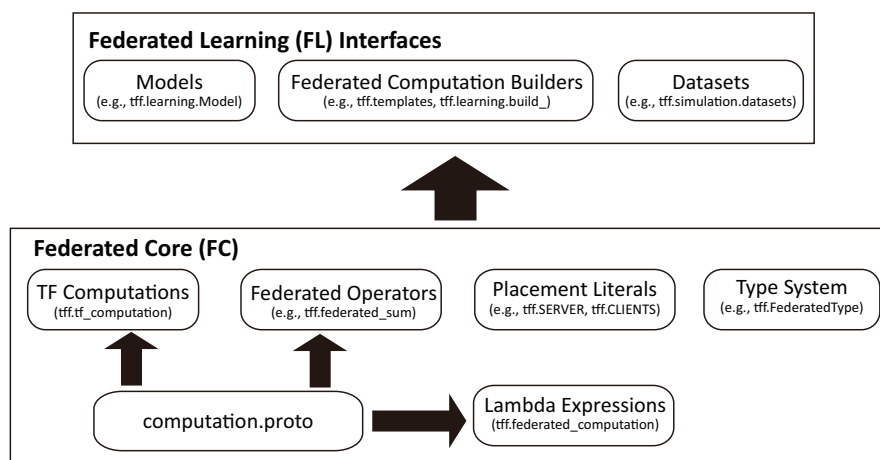 Federated Learning (FL) Interfaces
Models
(e.g., tff.learning.Model)
Federated Computation Builders
(e.g., tff.templates, tff.learning.build_)
Datasets
(e.g., tff.simulation.datasets)
Federated Core (FC)
TF Computations
(tff.tf_computation)
Federated Operators
(e.g., tff.federated_sum)
Placement Literals
(e.g., tff.SERVER, tff.CLIENTS)
Type System
(e.g., tff.FederatedType)
computation.proto
Lambda Expressions
(tff.federated_computation)